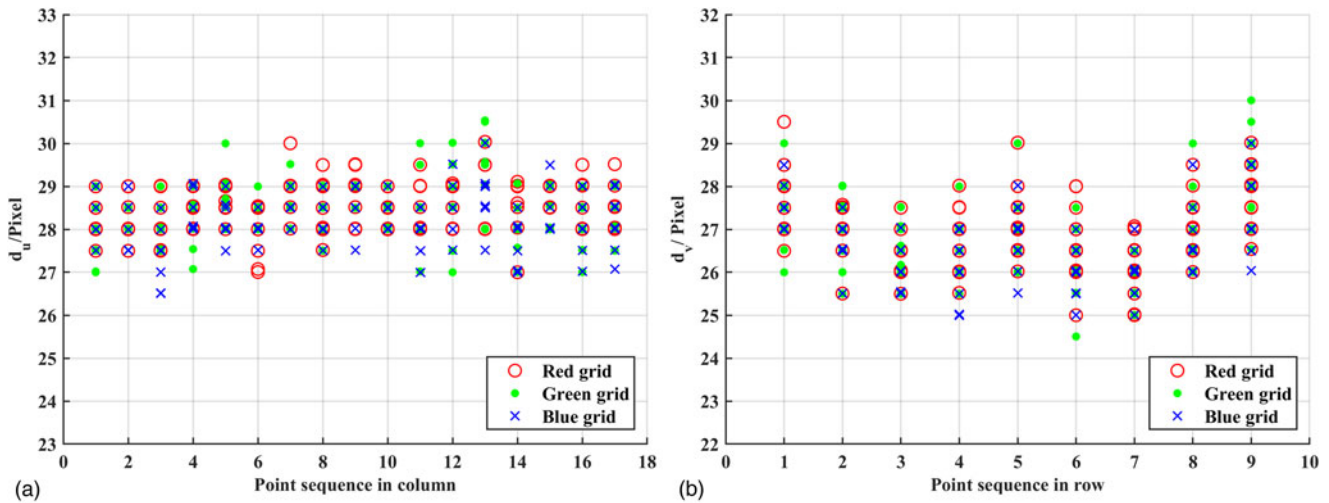 33
32
31
30
29
28
27
26
25
24
23
d_u/Pixel
0 2 4 6 8 10 12 14 16 18
Point sequence in column
(a)
Red grid
Green grid
Blue grid
32
31
30
29
28
27
26
25
24
23
22
d_v/ Pixel
0 1 2 3 4 5 6 7 8 9 10
Point sequence in row
(b)
Red grid
Green grid
Blue grid